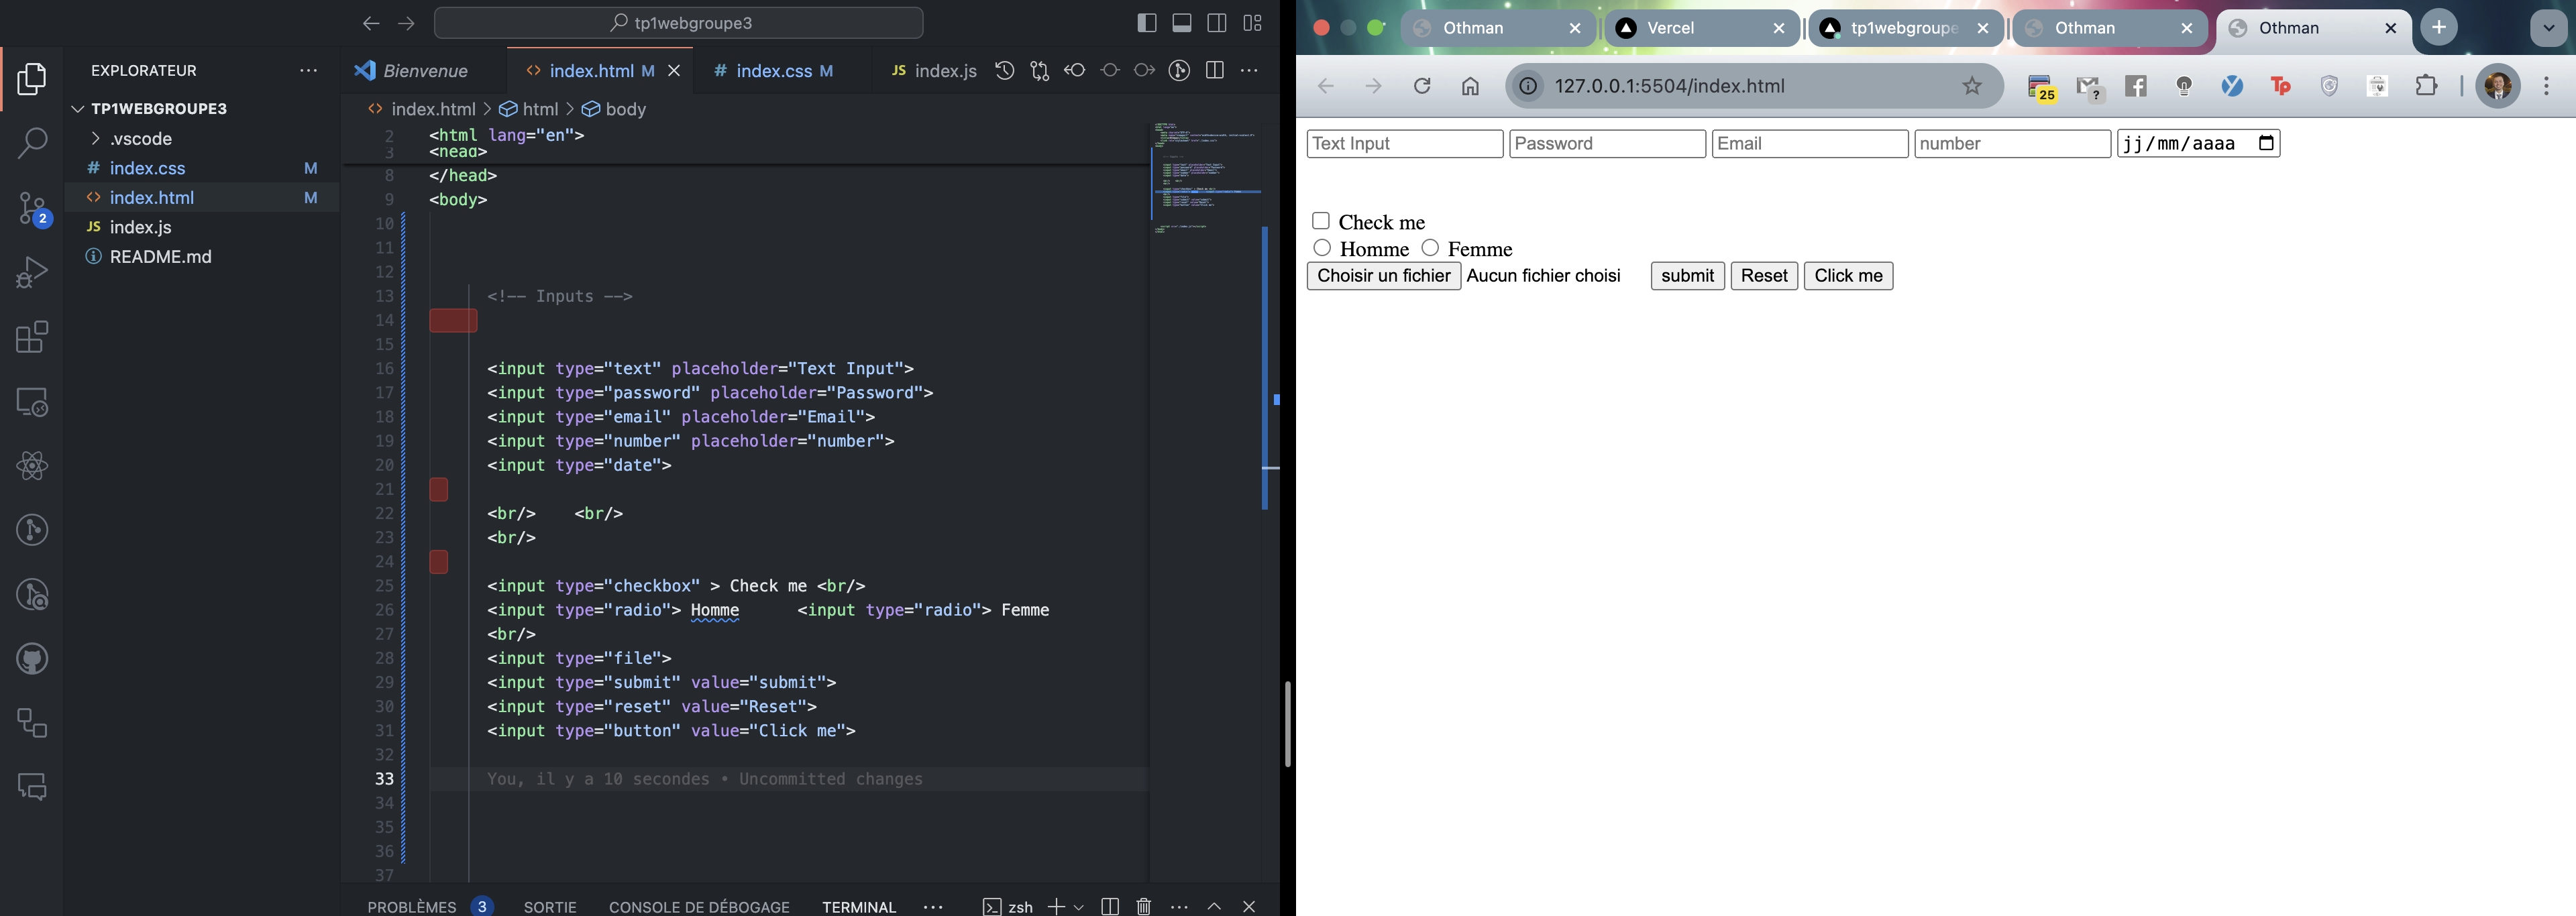 tp1webgroupe3
EXPLORATEUR
TP1WEBGROUPE3
.vscode
# index.css M
<> index.html M
JS index.js
README.md
2
Bienvenue
<> index.html M
# index.css M
JS index.js
<> index.html > html > body
2 <html lang="en">
3 <head>
8 </head>
9 <body>
10
11
12
13 <!-- Inputs -->
14
15
16 <input type="text" placeholder="Text Input">
17 <input type="password" placeholder="Password">
18 <input type="email" placeholder="Email">
19 <input type="number" placeholder="number">
20 <input type="date">
21
22 <br/> <br/>
23 <br/>
24
25 <input type="checkbox" > Check me <br/>
26 <input type="radio"> Homme <input type="radio"> Femme
27 <br/>
28 <input type="file">
29 <input type="submit" value="submit">
30 <input type="reset" value="Reset">
31 <input type="button" value="Click me">
32
33 You, il y a 10 secondes • Uncommitted changes
34
35
36
37
PROBLÈMES 3 SORTIE CONSOLE DE DÉBOGAGE TERMINAL ··· zsh
Othman
Vercel
tp1webgroupe
Othman
Othman
127.0.0.1:5504/index.html
25
?
Tp
Text Input Password Email number jj/mm/aaaa
Check me
Homme Femme
Choisir un fichier Aucun fichier choisi submit Reset Click me